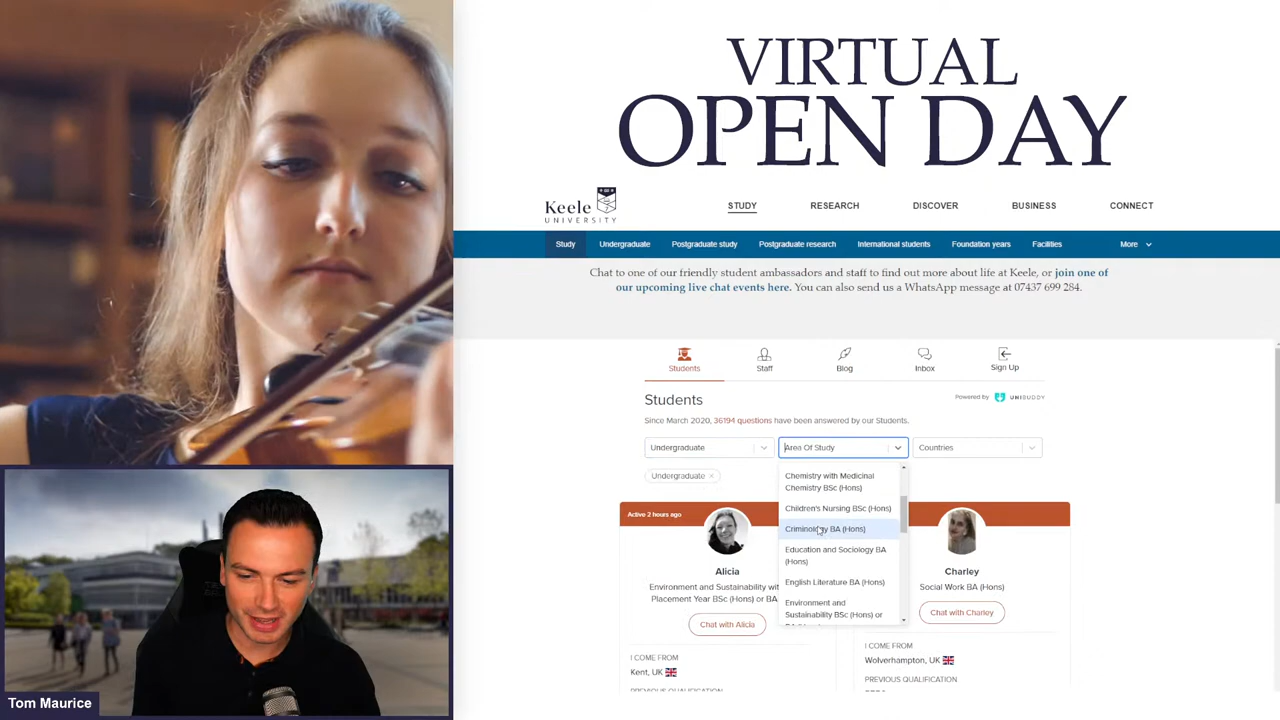 VIRTUAL
OPEN DAY
Keele
UNIVERSITY
STUDY
RESEARCH
DISCOVER
BUSINESS
CONNECT
Study
Undergraduate
Postgraduate study
Postgraduate research
International students
Foundation years
Facilities
More
Chat to one of our friendly student ambassadors and staff to find out more about life at Keele, or join one of
our upcoming live chat events here. You can also send us a WhatsApp message at 07437 699 284.
Students
Staff
Blog
Inbox
Sign Up
Students
Powered by UNIBUDDY
Since March 2020, 36194 questions have been answered by our Students.
Undergraduate
Area Of Study
Countries
Undergraduate ×
Chemistry with Medicinal
Chemistry BSc (Hons)
Children's Nursing BSc (Hons)
Criminology BA (Hons)
Education and Sociology BA
(Hons)
English Literature BA (Hons)
Environment and
Sustainability BSc (Hons) or
Active 2 hours ago
Alicia
Environment and Sustainability with
Placement Year BSc (Hons) or BA
Chat with Alicia
I COME FROM
Kent, UK
Charley
Social Work BA (Hons)
Chat with Charley
I COME FROM
Wolverhampton, UK
PREVIOUS QUALIFICATION
Tom Maurice